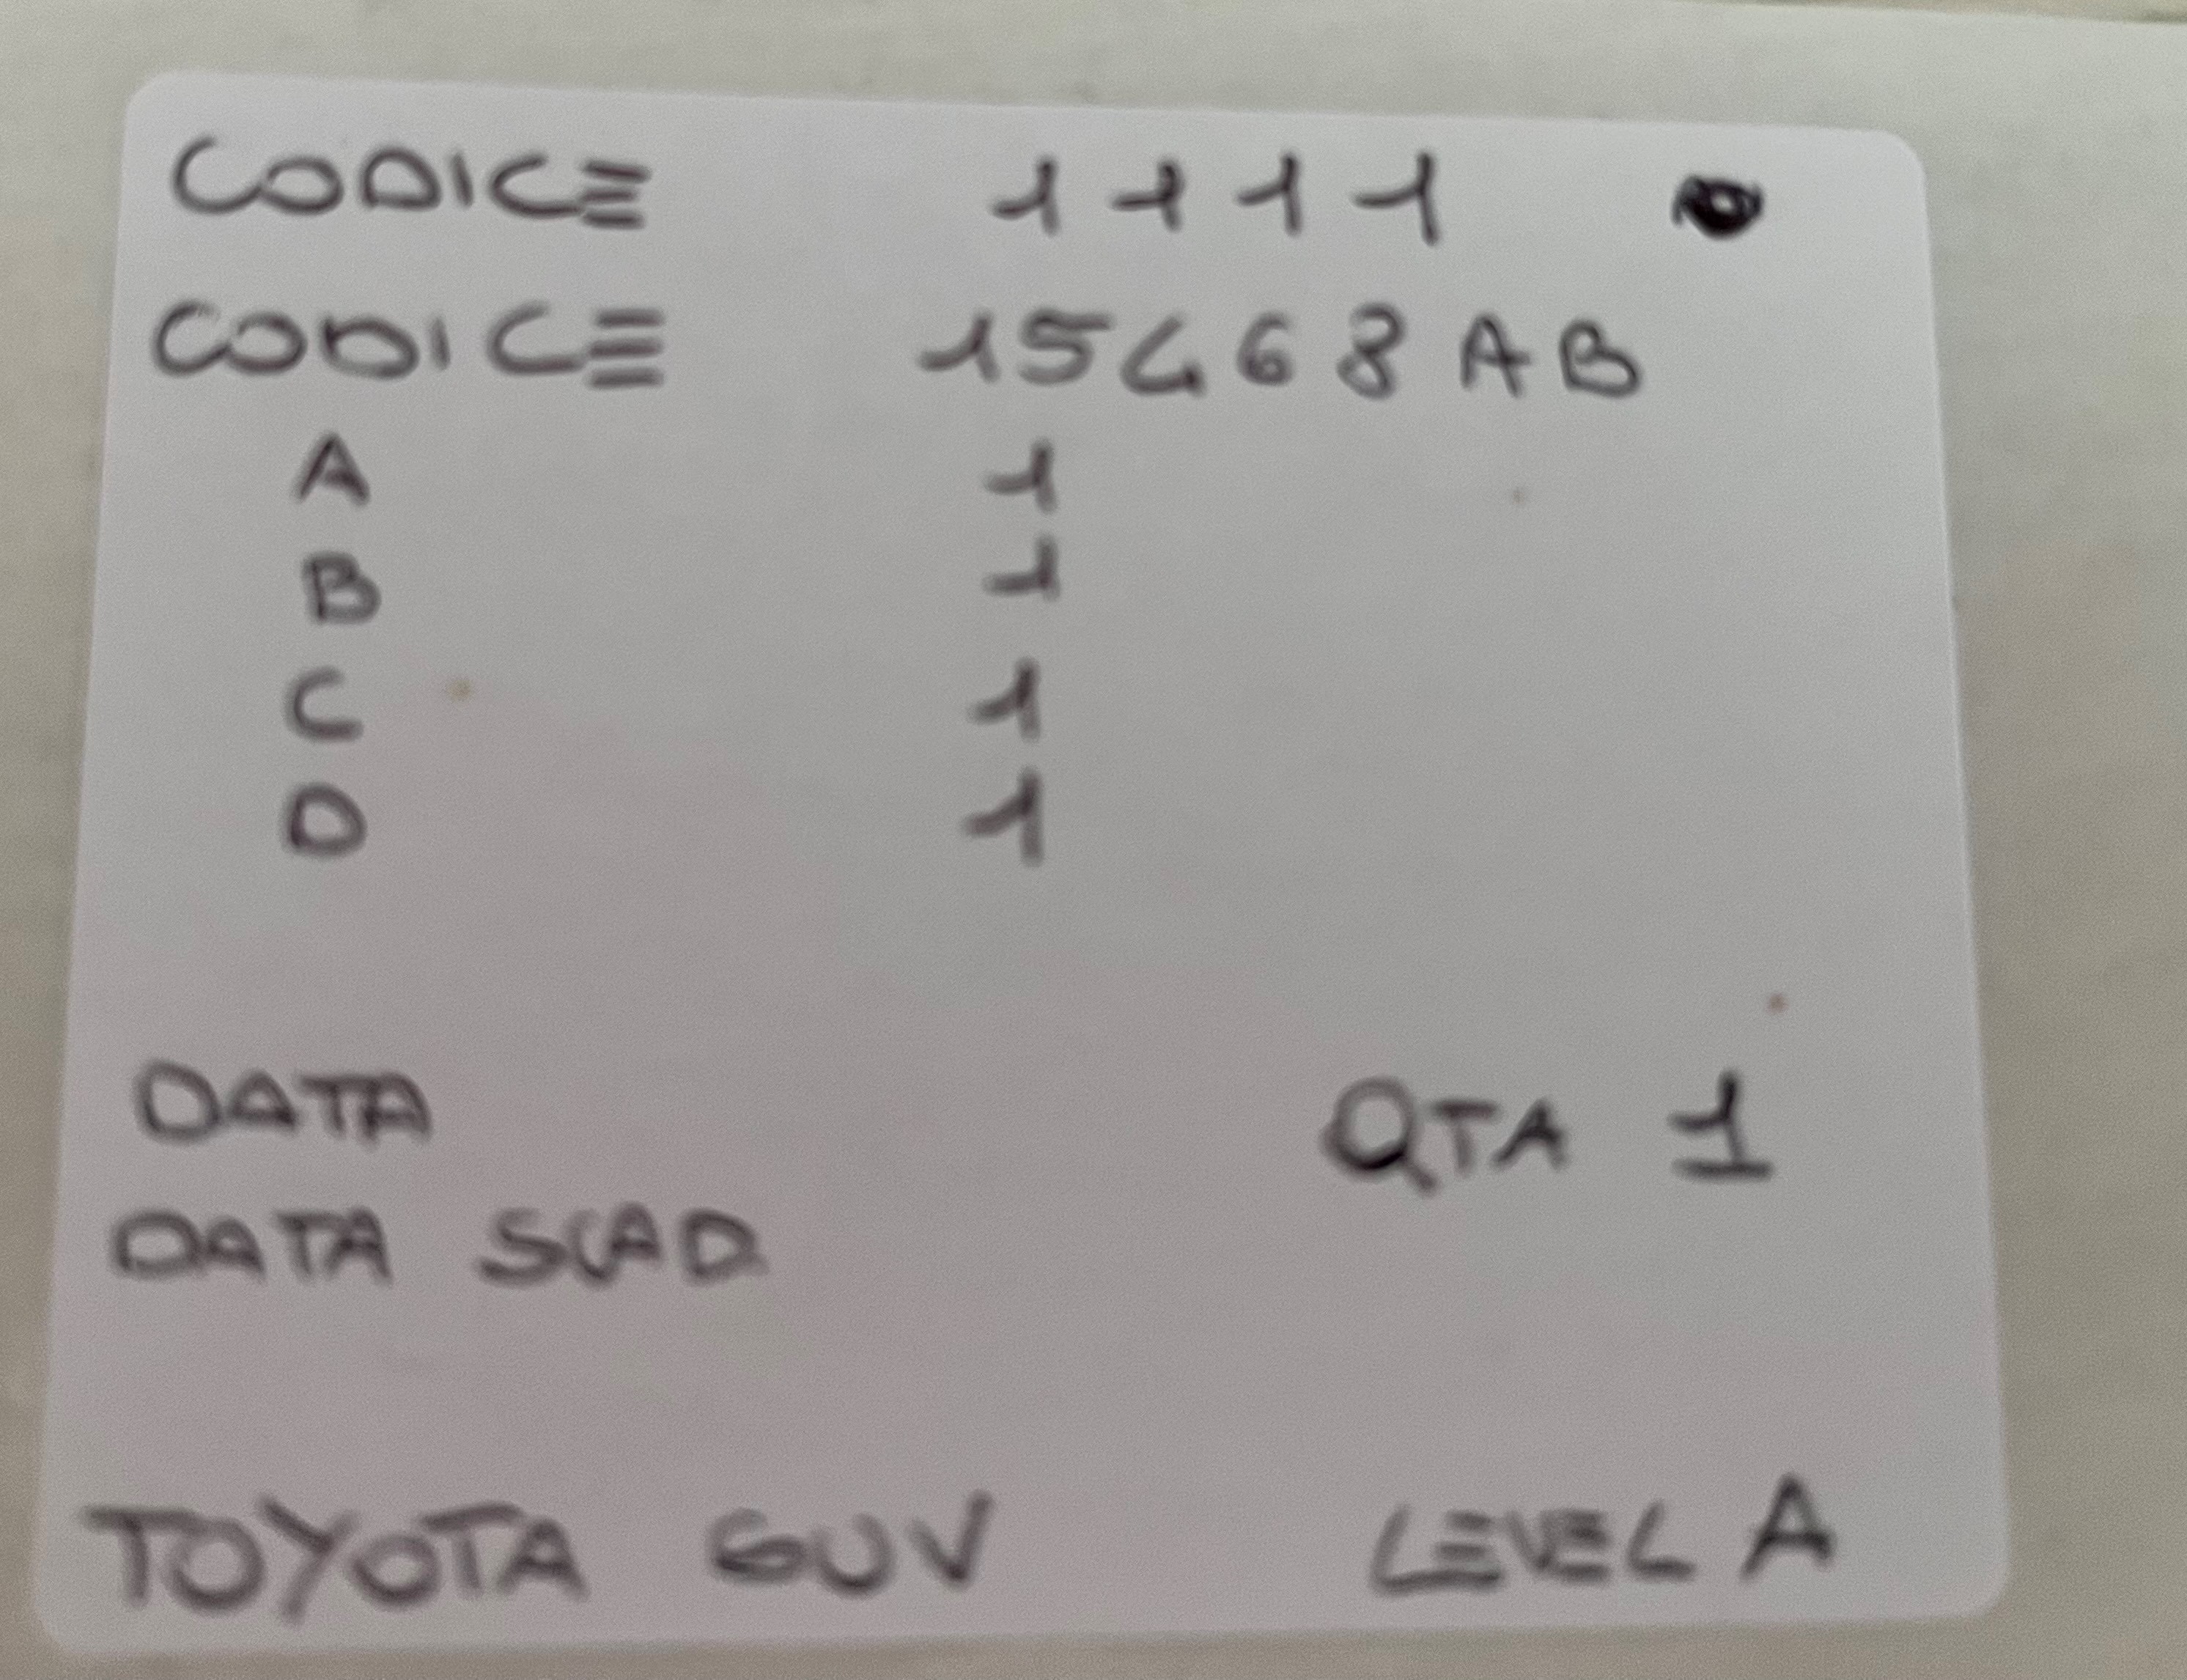 CODICE 1111
CODICE 15468AB
A 1
B 1
C 1
D 1
DATA QTA 1
DATA SCAD
TOYOTA GUV LEVEL A